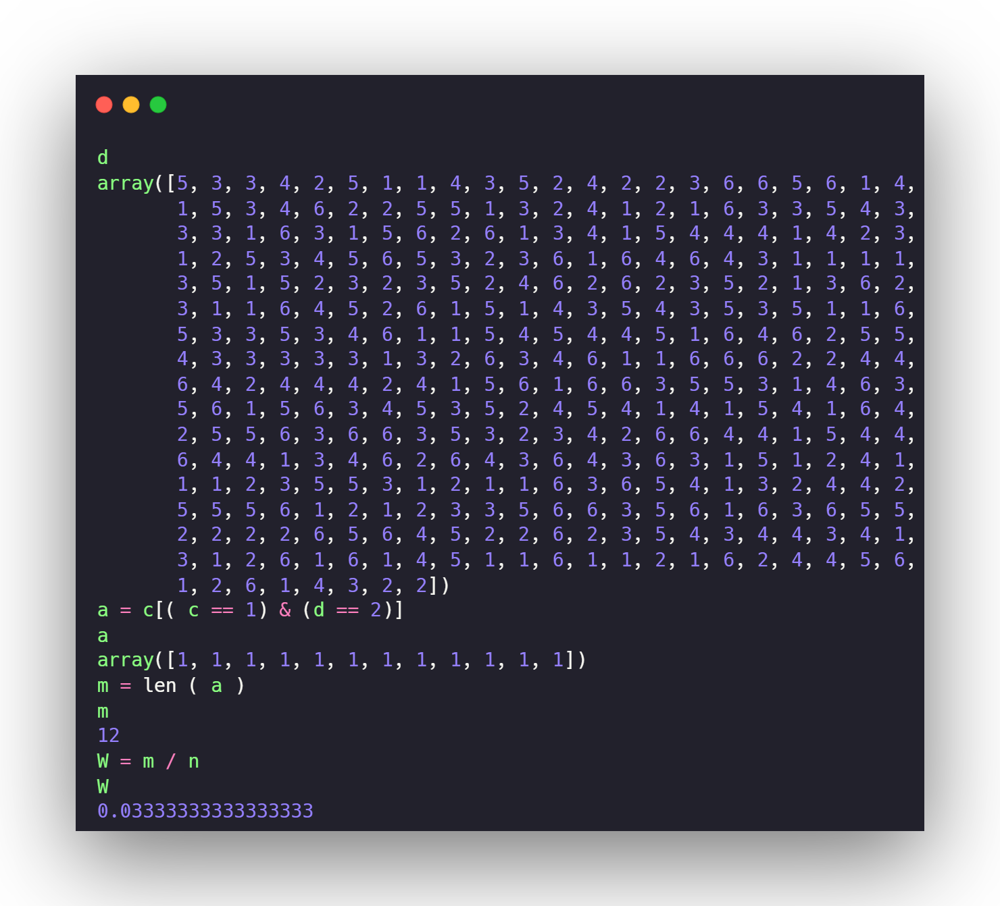 d
array([5, 3, 3, 4, 2, 5, 1, 1, 4, 3, 5, 2, 4, 2, 2, 3, 6, 6, 5, 6, 1, 4,
1, 5, 3, 4, 6, 2, 2, 5, 5, 1, 3, 2, 4, 1, 2, 1, 6, 3, 3, 5, 4, 3,
3, 3, 1, 6, 3, 1, 5, 6, 2, 6, 1, 3, 4, 1, 5, 4, 4, 4, 1, 4, 2, 3,
1, 2, 5, 3, 4, 5, 6, 5, 3, 2, 3, 6, 1, 6, 4, 6, 4, 3, 1, 1, 1, 1,
3, 5, 1, 5, 2, 3, 2, 3, 5, 2, 4, 6, 2, 6, 2, 3, 5, 2, 1, 3, 6, 2,
3, 1, 1, 6, 4, 5, 2, 6, 1, 5, 1, 4, 3, 5, 4, 3, 5, 3, 5, 1, 1, 6,
5, 3, 3, 5, 3, 4, 6, 1, 1, 5, 4, 5, 4, 4, 5, 1, 6, 4, 6, 2, 5, 5,
4, 3, 3, 3, 3, 3, 1, 3, 2, 6, 3, 4, 6, 1, 1, 6, 6, 6, 2, 2, 4, 4,
6, 4, 2, 4, 4, 4, 2, 4, 1, 5, 6, 1, 6, 6, 3, 5, 5, 3, 1, 4, 6, 3,
5, 6, 1, 5, 6, 3, 4, 5, 3, 5, 2, 4, 5, 4, 1, 4, 1, 5, 4, 1, 6, 4,
2, 5, 5, 6, 3, 6, 6, 3, 5, 3, 2, 3, 4, 2, 6, 6, 4, 4, 1, 5, 4, 4,
6, 4, 4, 1, 3, 4, 6, 2, 6, 4, 3, 6, 4, 3, 6, 3, 1, 5, 1, 2, 4, 1,
1, 1, 2, 3, 5, 5, 3, 1, 2, 1, 1, 6, 3, 6, 5, 4, 1, 3, 2, 4, 4, 2,
5, 5, 5, 6, 1, 2, 1, 2, 3, 3, 5, 6, 6, 3, 5, 6, 1, 6, 3, 6, 5, 5,
2, 2, 2, 2, 6, 5, 6, 4, 5, 2, 2, 6, 2, 3, 5, 4, 3, 4, 4, 3, 4, 1,
3, 1, 2, 6, 1, 6, 1, 4, 5, 1, 1, 6, 1, 1, 2, 1, 6, 2, 4, 4, 5, 6,
1, 2, 6, 1, 4, 3, 2, 2])
a = c[( c == 1) & (d == 2)]
a
array([1, 1, 1, 1, 1, 1, 1, 1, 1, 1, 1, 1])
m = len ( a )
m
12
W = m / n
W
0.03333333333333333